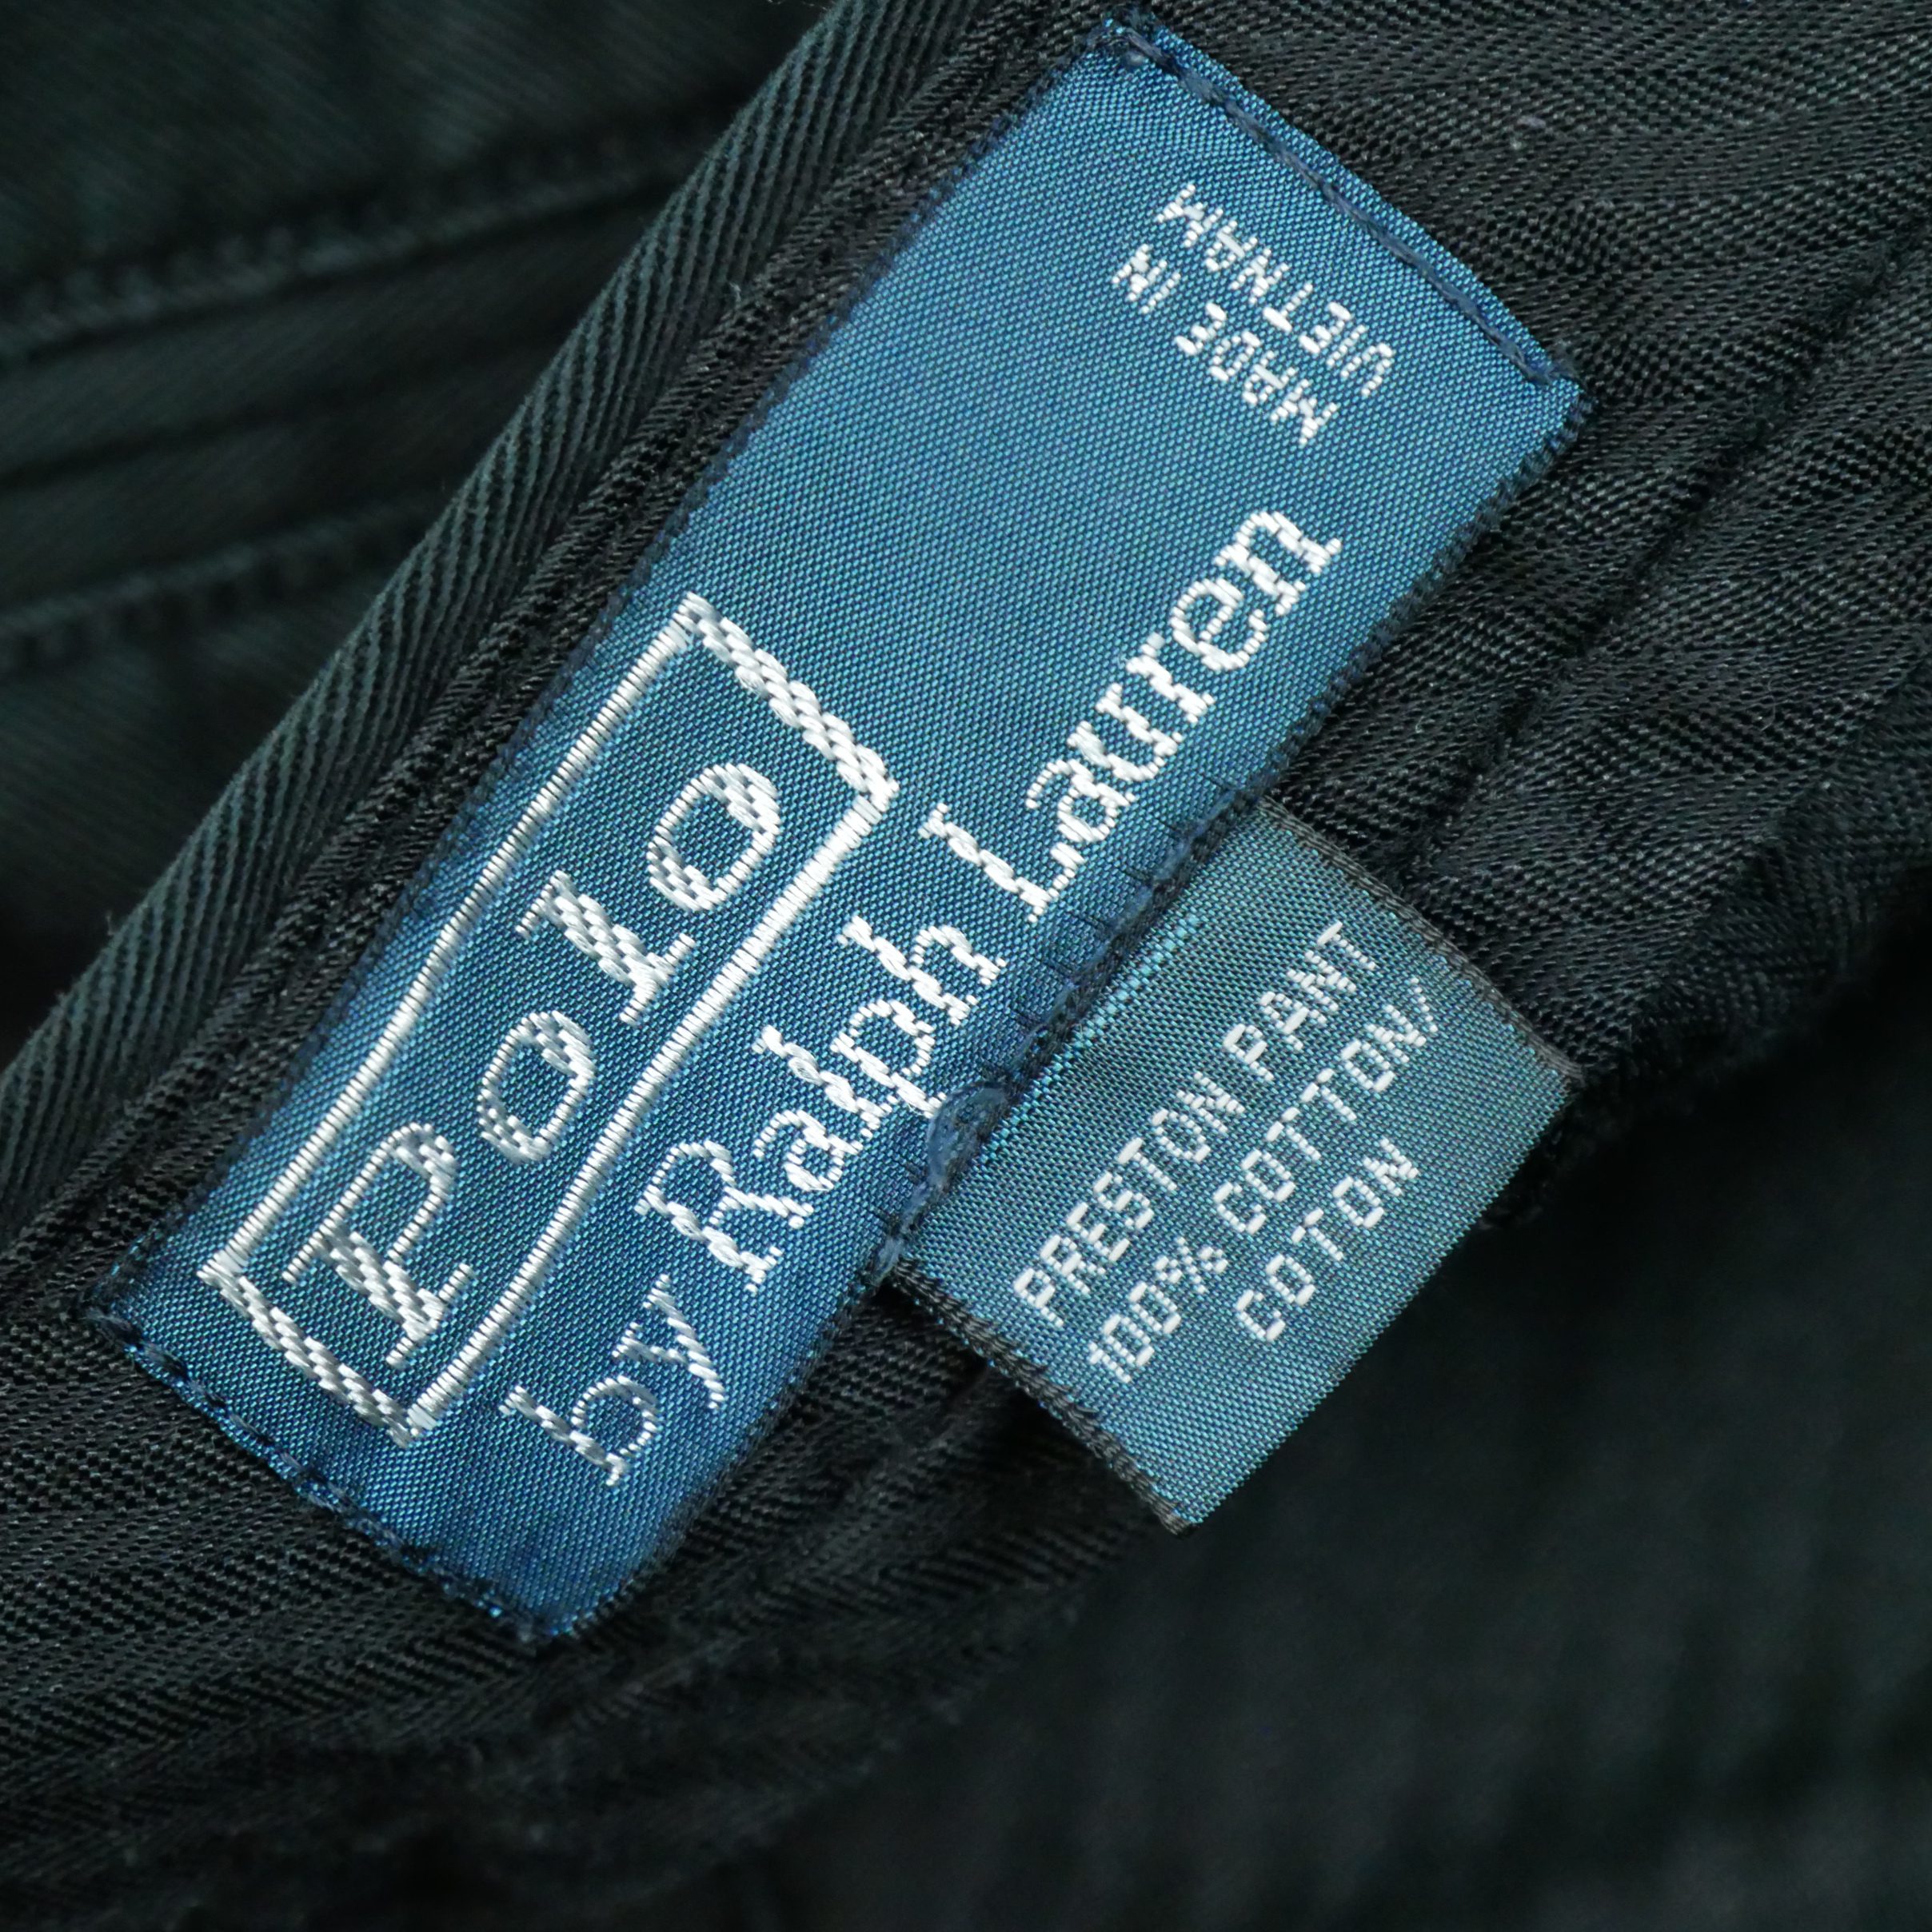 Polo
by Ralph Lauren
MADE IN
VIETNAM
PRESTON PANT
100% COTTON/
COTON